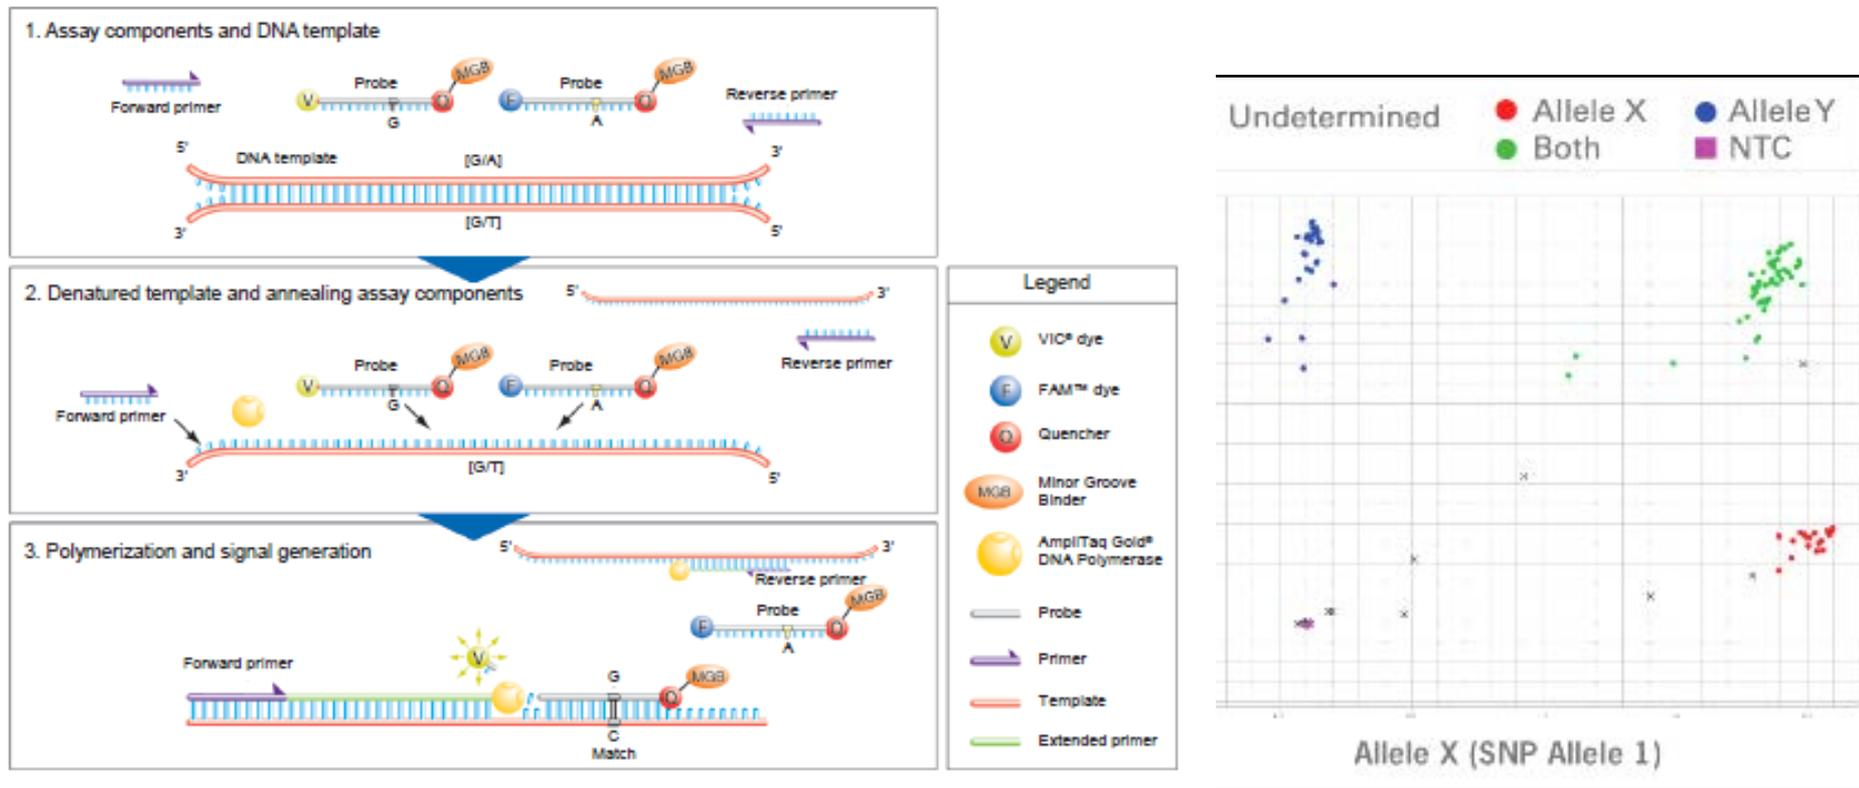 1. Assay components and DNA template
Forward primer
V
Probe
G
Q
MGB
F
Probe
A
Q
MGB
Reverse primer
5'
DNA template
[G/A]
3'
3'
[G/T]
5'
2. Denatured template and annealing assay components
5'
3'
Forward primer
V
Probe
G
Q
MGB
F
Probe
A
Q
MGB
Reverse primer
3'
[G/T]
5'
3. Polymerization and signal generation
5'
3'
Reverse primer
F
Probe
A
Q
MGB
Forward primer
V
G
Q
MGB
C
Match
Legend
V
VIC® dye
F
FAM™ dye
Q
Quencher
MGB
Minor Groove
Binder
AmpliTaq Gold®
DNA Polymerase
Probe
Primer
Template
Extended primer
Undetermined
Allele X
Allele Y
Both
NTC
Allele X (SNP Allele 1)